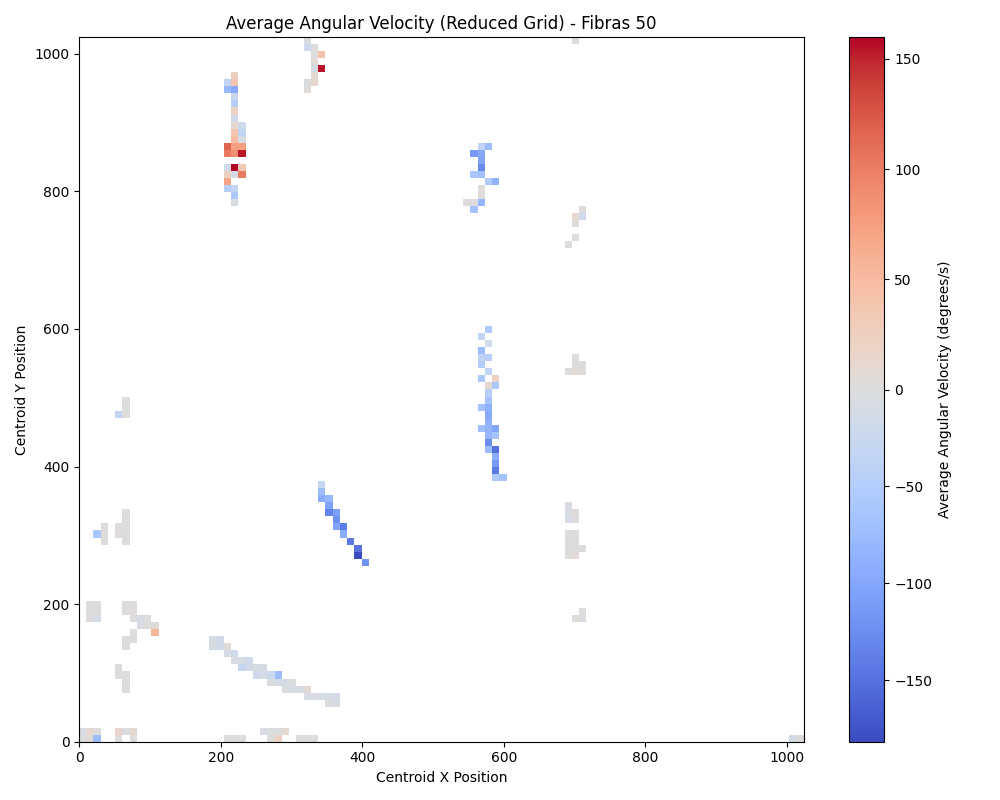 Average Angular Velocity (Reduced Grid) - Fibras 50
Centroid Y Position
1000
800
600
400
200
0
0 200 400 600 800 1000
Centroid X Position
150
100
50
0
−50
−100
−150
Average Angular Velocity (degrees/s)